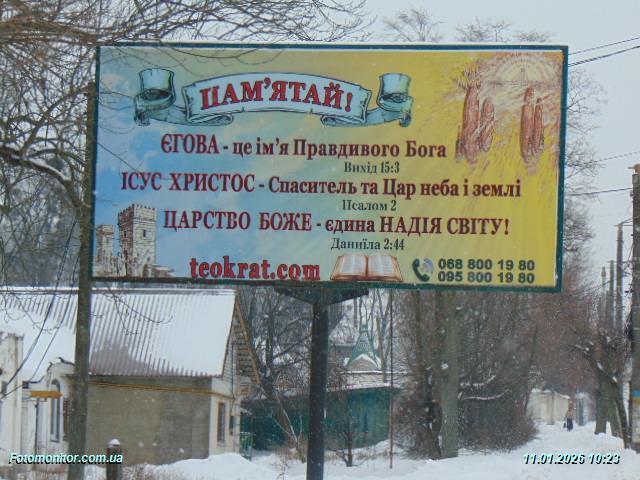 ПАМ'ЯТАЙ!
ЄГОВА - це ім'я Правдивого Бога
Вихід 15:3
ІСУС ХРИСТОС - Спаситель та Цар неба і землі
Псалом 2
ЦАРСТВО БОЖЕ - єдина НАДІЯ СВІТУ!
Даниїла 2:44
teokrat.com
068 800 19 80
095 800 19 80
Fotomonitor.com.ua
11.01.2026 10:23